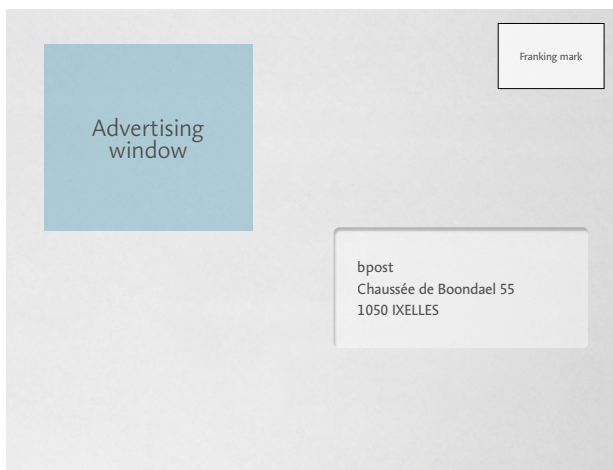 Franking mark
Advertising
window
bpost
Chaussée de Boondael 55
1050 IXELLES